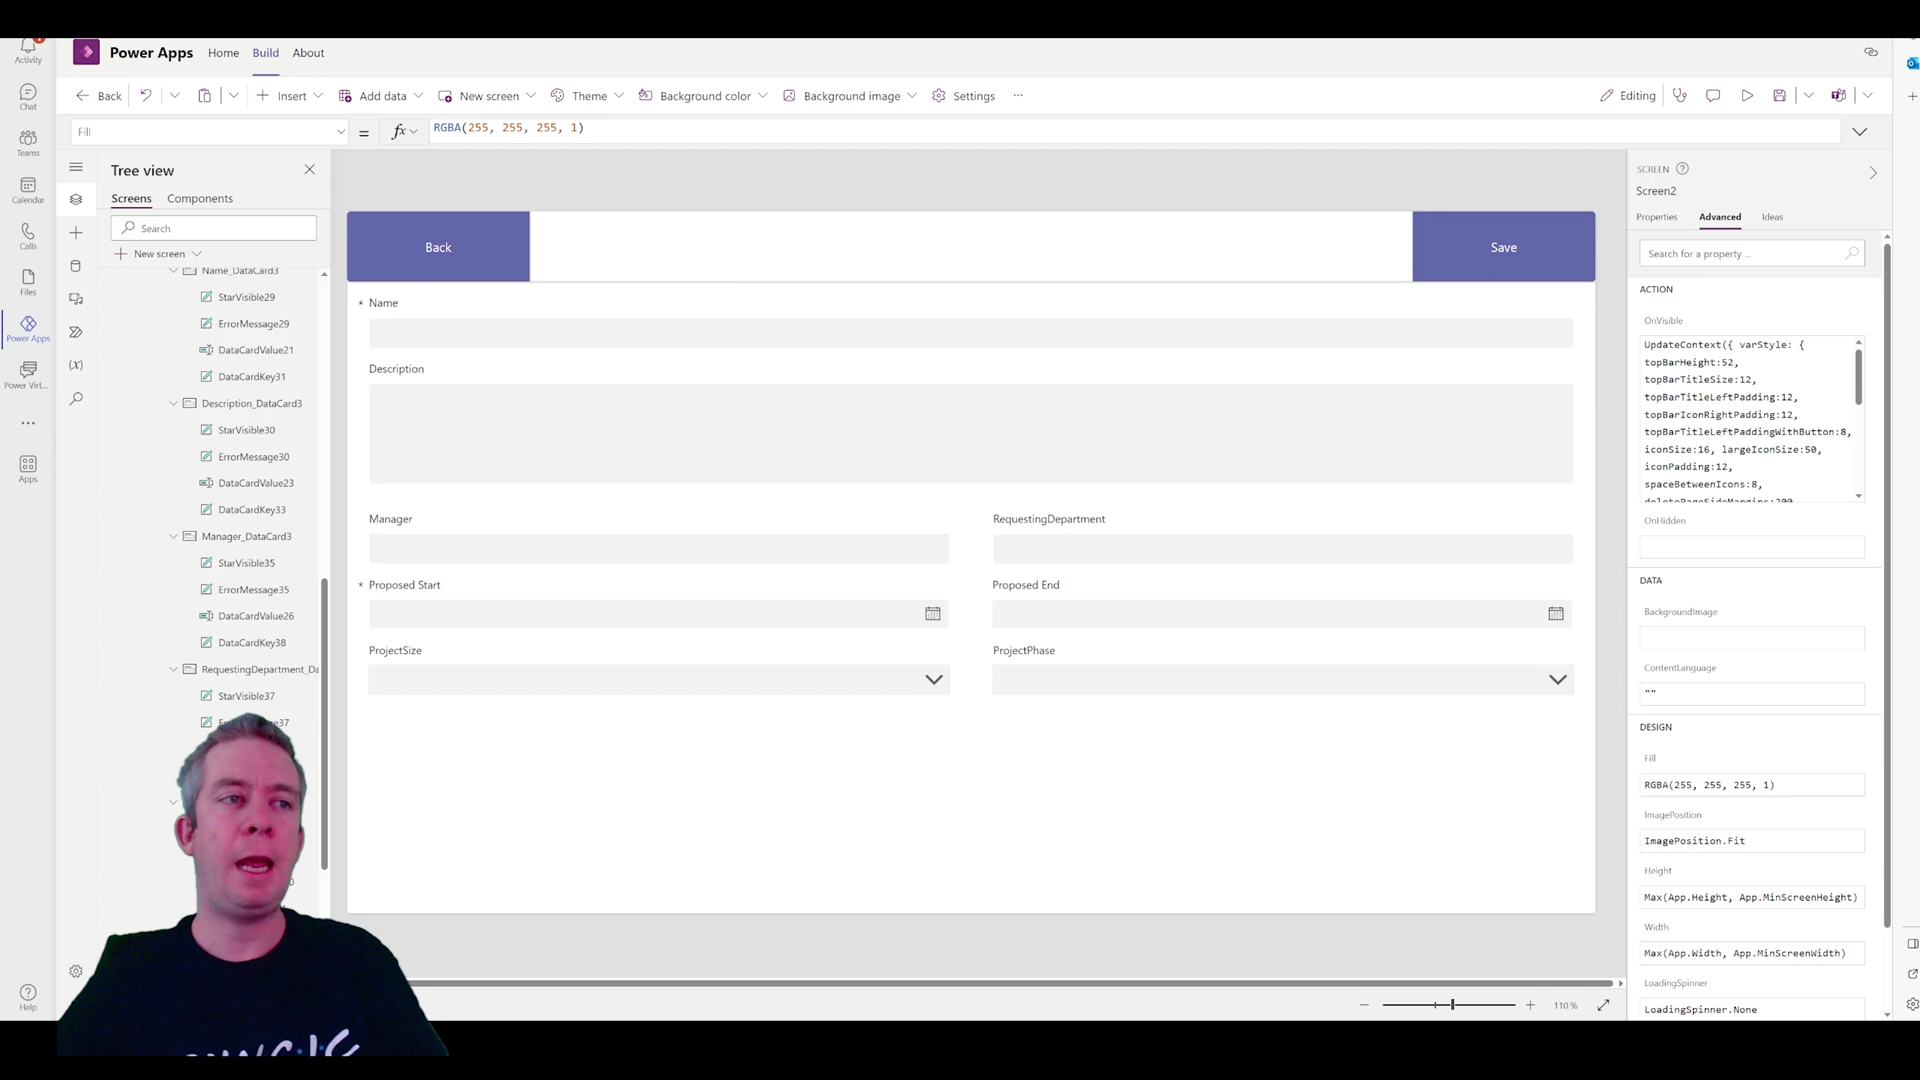 Power Apps
Home
Build
About
Activity
Chat
Teams
Calendar
Calls
Files
Power Apps
Power Virt...
Apps
Help
Back
Insert
Add data
New screen
Theme
Background color
Background image
Settings
Editing
Fill
=
fx
RGBA(255, 255, 255, 1)
Tree view
Screens
Components
Search
New screen
Name_DataCard3
StarVisible29
ErrorMessage29
DataCardValue21
DataCardKey31
Description_DataCard3
StarVisible30
ErrorMessage30
DataCardValue23
DataCardKey33
Manager_DataCard3
StarVisible35
ErrorMessage35
DataCardValue26
DataCardKey38
RequestingDepartment_Da
StarVisible37
Back
Save
* Name
Description
Manager
RequestingDepartment
* Proposed Start
Proposed End
ProjectSize
ProjectPhase
110 %
SCREEN
Screen2
Properties
Advanced
Ideas
Search for a property ...
ACTION
OnVisible
UpdateContext({ varStyle: {
topBarHeight:52,
topBarTitleSize:12,
topBarTitleLeftPadding:12,
topBarIconRightPadding:12,
topBarTitleLeftPaddingWithButton:8,
iconSize:16, largeIconSize:50,
iconPadding:12,
spaceBetweenIcons:8,
deletePageSideMargins:200
OnHidden
DATA
BackgroundImage
ContentLanguage
""
DESIGN
Fill
RGBA(255, 255, 255, 1)
ImagePosition
ImagePosition.Fit
Height
Max(App.Height, App.MinScreenHeight)
Width
Max(App.Width, App.MinScreenWidth)
LoadingSpinner
LoadingSpinner.None